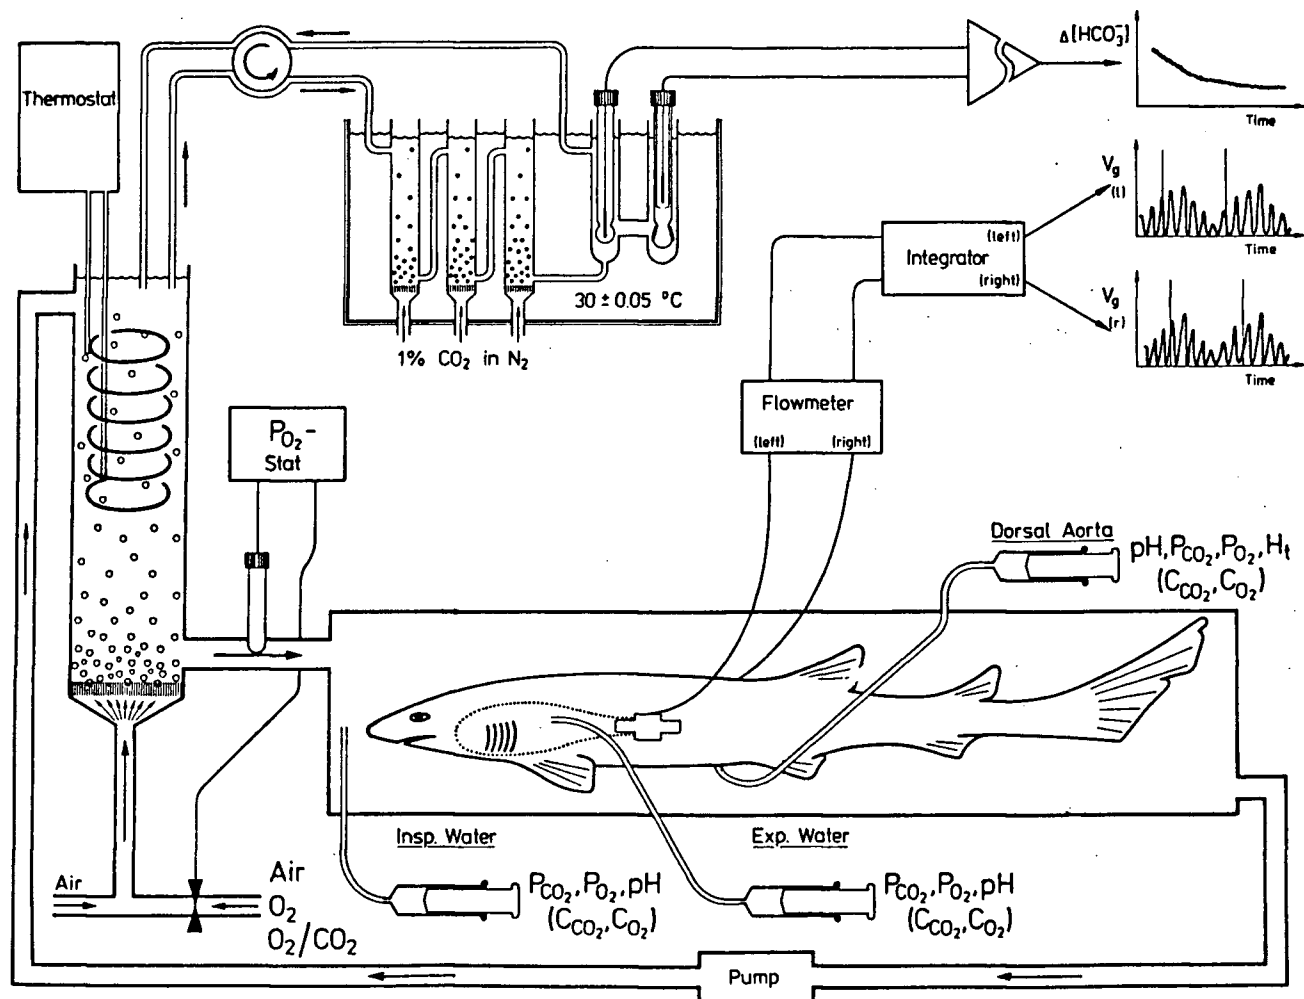 Δ[HCO₃⁻]
Time
Thermostat
30 ± 0.05 °C
1% CO₂ in N₂
Vg
(l)
Time
Integrator
(left)
(right)
Vg
(r)
Time
Flowmeter
(left) (right)
PO₂-
Stat
Dorsal Aorta
pH, PCO₂, PO₂, Ht
(CCO₂, CO₂)
Insp. Water
PCO₂, PO₂, pH
(CCO₂, CO₂)
Exp. Water
PCO₂, PO₂, pH
(CCO₂, CO₂)
Air
Air
O₂
O₂/CO₂
Pump